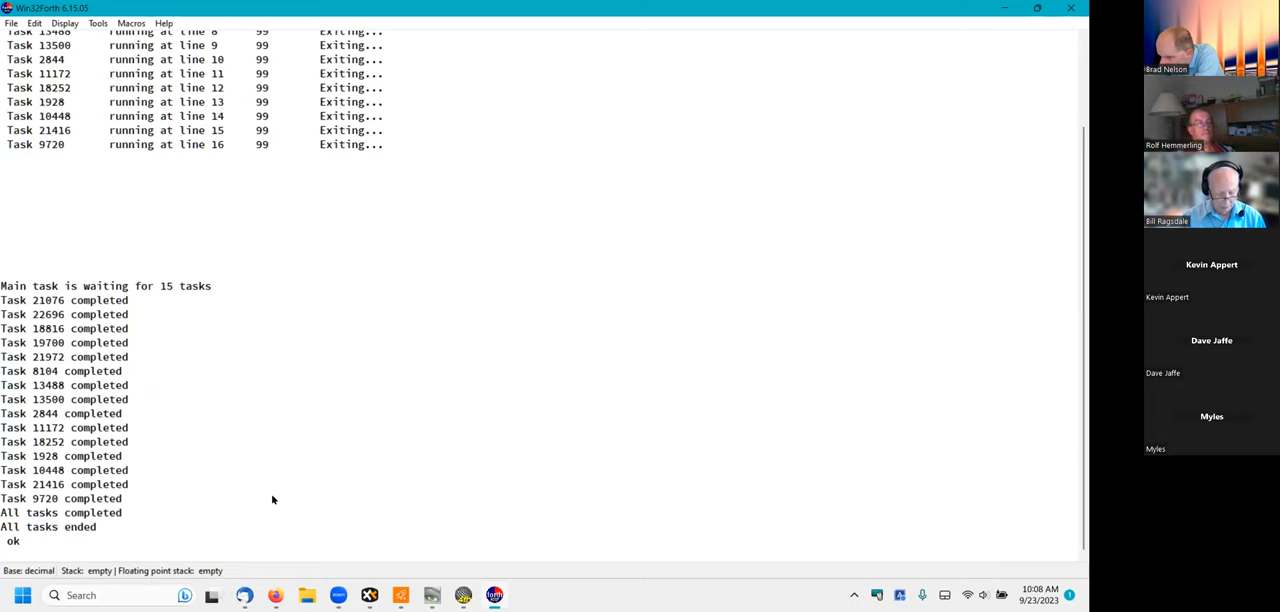 Win32Forth 6.15.05
File Edit Display Tools Macros Help
Task 13488 running at line 8 99 Exiting...
Task 13500 running at line 9 99 Exiting...
Task 2844 running at line 10 99 Exiting...
Task 11172 running at line 11 99 Exiting...
Task 18252 running at line 12 99 Exiting...
Task 1928 running at line 13 99 Exiting...
Task 10448 running at line 14 99 Exiting...
Task 21416 running at line 15 99 Exiting...
Task 9720 running at line 16 99 Exiting...
Main task is waiting for 15 tasks
Task 21076 completed
Task 22696 completed
Task 18816 completed
Task 19700 completed
Task 21972 completed
Task 8104 completed
Task 13488 completed
Task 13500 completed
Task 2844 completed
Task 11172 completed
Task 18252 completed
Task 1928 completed
Task 10448 completed
Task 21416 completed
Task 9720 completed
All tasks completed
All tasks ended
ok
Base: decimal Stack: empty | Floating point stack: empty
Search
10:08 AM
9/23/2023
Brad Nelson
Rolf Hemmerling
Bill Ragsdale
Kevin Appert
Kevin Appert
Dave Jaffe
Dave Jaffe
Myles
Myles